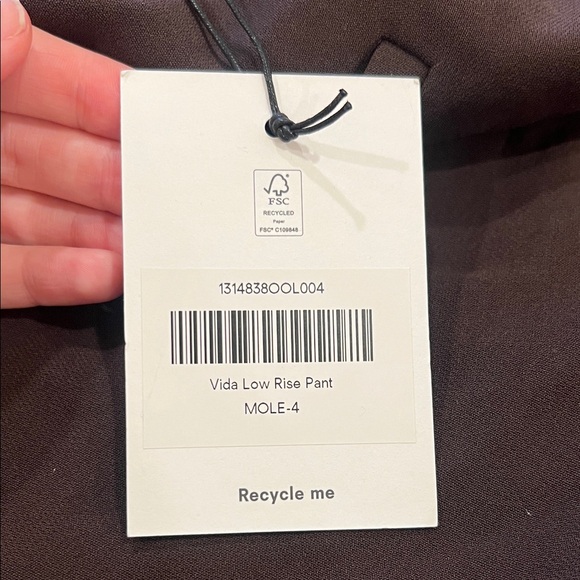 FSC
RECYCLED
Paper
FSC® C109848
1314838OOL004
Vida Low Rise Pant
MOLE-4
Recycle me